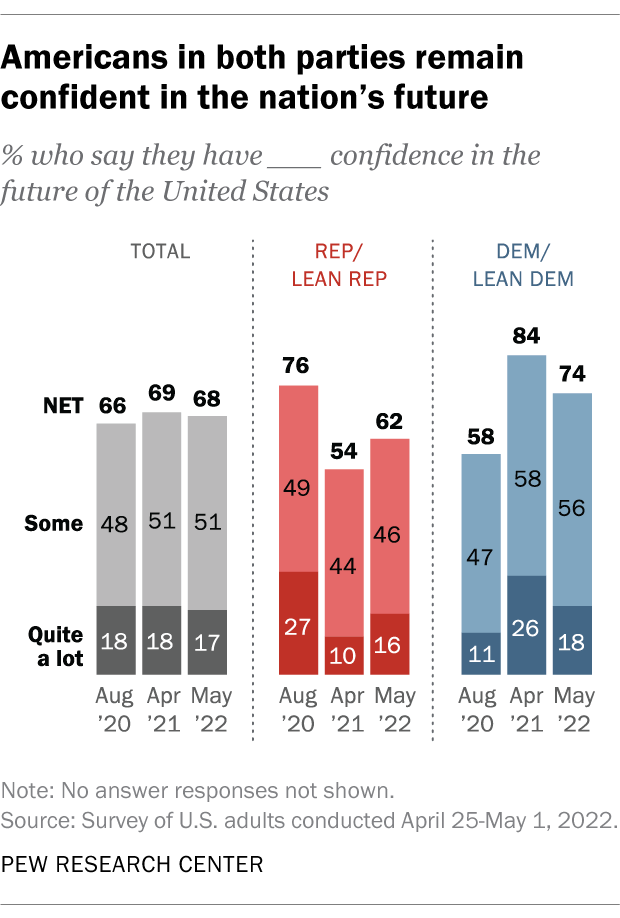 Americans in both parties remain
confident in the nation’s future
% who say they have ___ confidence in the
future of the United States
TOTAL
REP/
LEAN REP
DEM/
LEAN DEM
NET
66
69
68
76
54
62
58
84
74
Some
48
51
51
49
44
46
47
58
56
Quite
a lot
18
18
17
27
10
16
11
26
18
Aug
’20
Apr
’21
May
’22
Aug
’20
Apr
’21
May
’22
Aug
’20
Apr
’21
May
’22
Note: No answer responses not shown.
Source: Survey of U.S. adults conducted April 25-May 1, 2022.
PEW RESEARCH CENTER